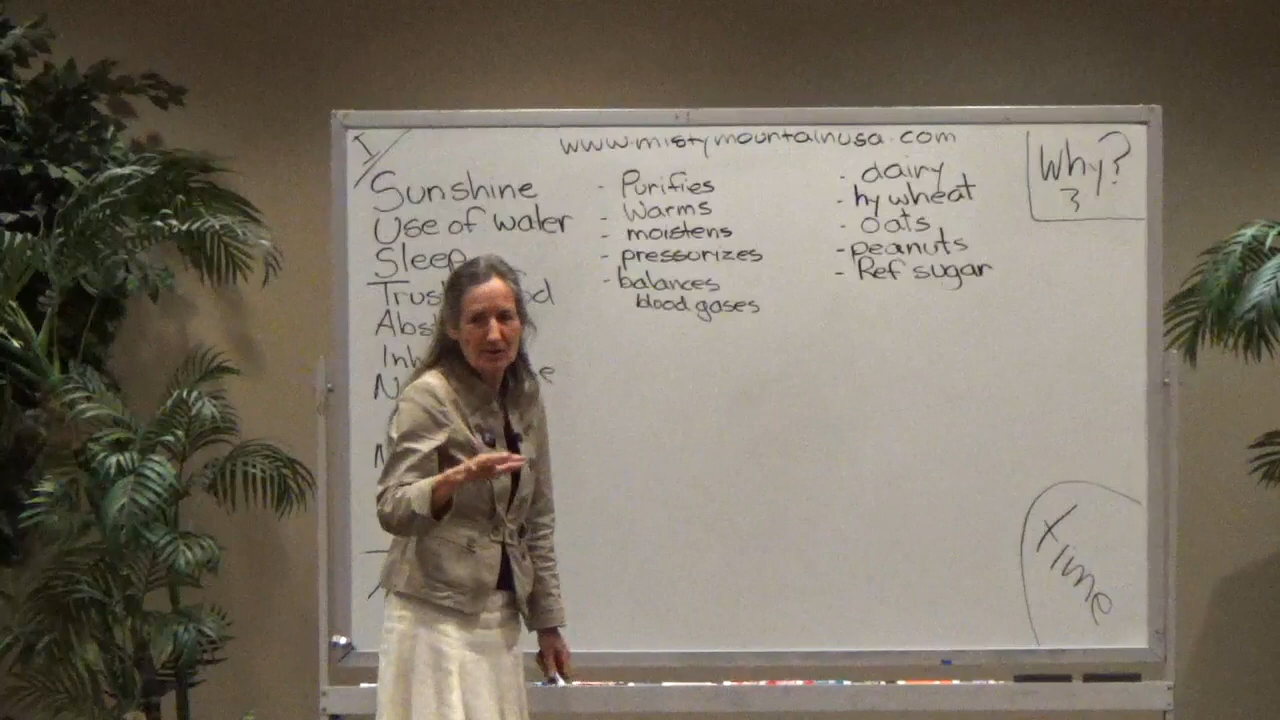 I
www.mistymountainusa.com
Why?
3
Sunshine
Use of water
Sleep
- Purifies
- Warms
- moistens
- pressurizes
- balances
blood gases
- dairy
- hy wheat
- oats
- peanuts
- Ref sugar
Time